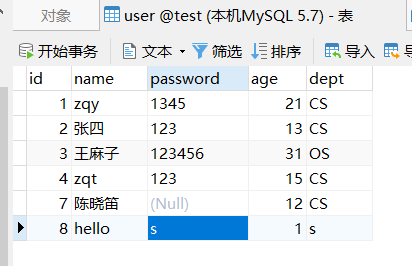 对象
user @test (本机MySQL 5.7) - 表
开始事务 文本 筛选 排序 导入
id name password age dept
1 zqy 1345 21 CS
2 张四 123 13 CS
3 王麻子 123456 31 OS
4 zqt 123 15 CS
7 陈晓笛 (Null) 12 CS
8 hello s 1 s